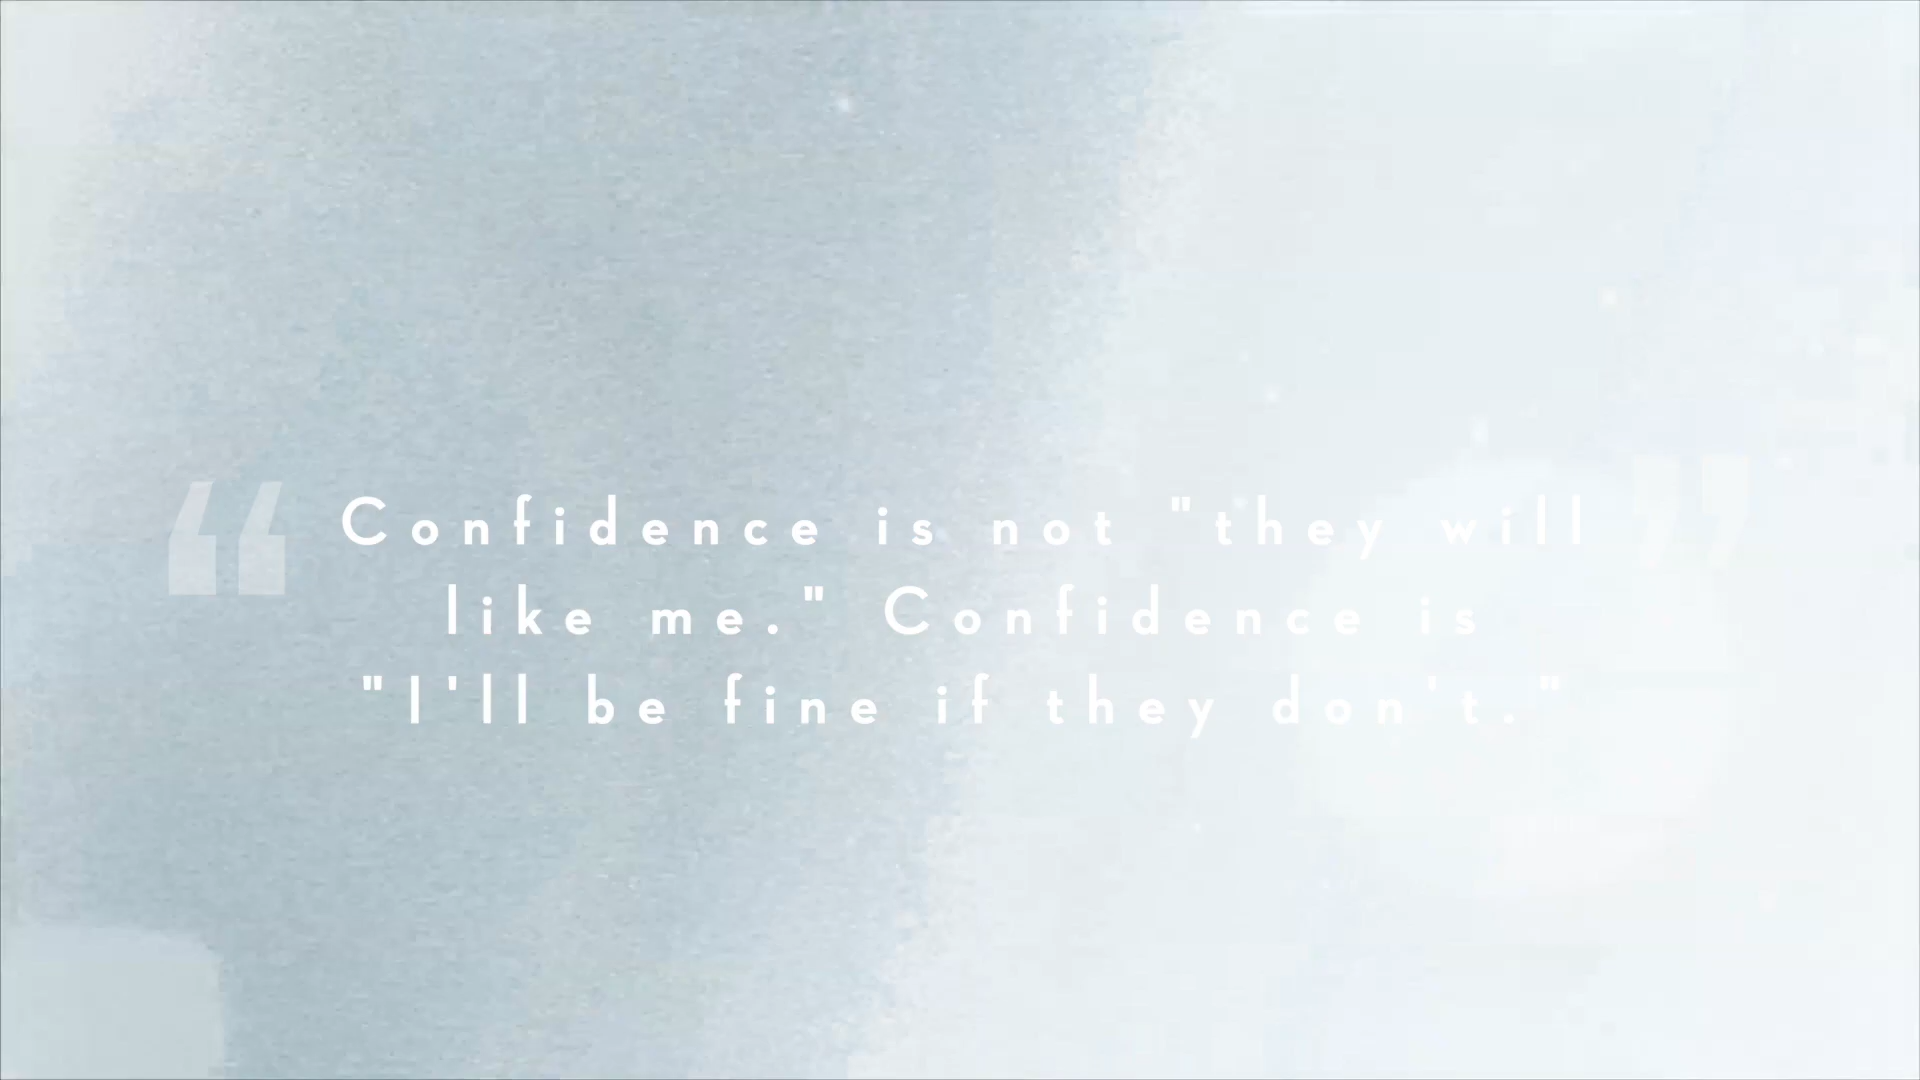 “ Confidence is not "they will ”
like me." Confidence is
"I'll be fine if they don't."